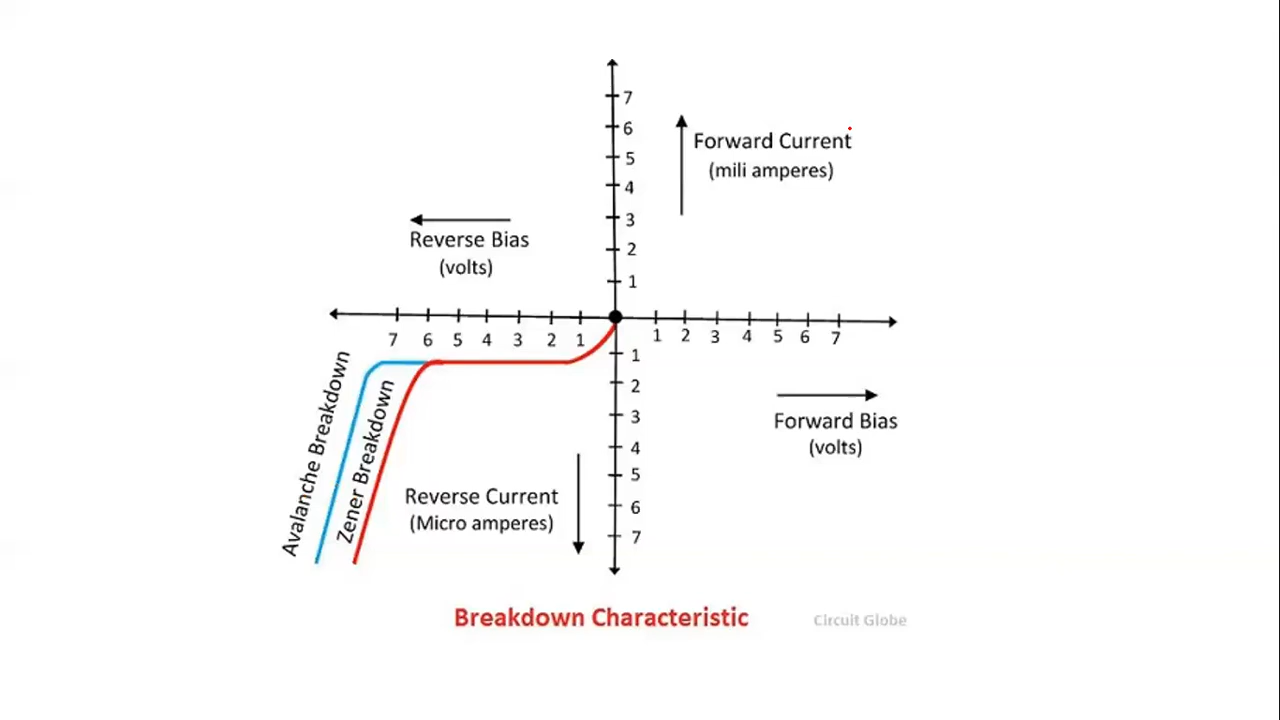 7
6
5
4
3
2
1
Forward Current
(mili amperes)
Reverse Bias
(volts)
7 6 5 4 3 2 1
1 2 3 4 5 6 7
1
2
3
4
5
6
7
Avalanche Breakdown
Zener Breakdown
Forward Bias
(volts)
Reverse Current
(Micro amperes)
Breakdown Characteristic
Circuit Globe